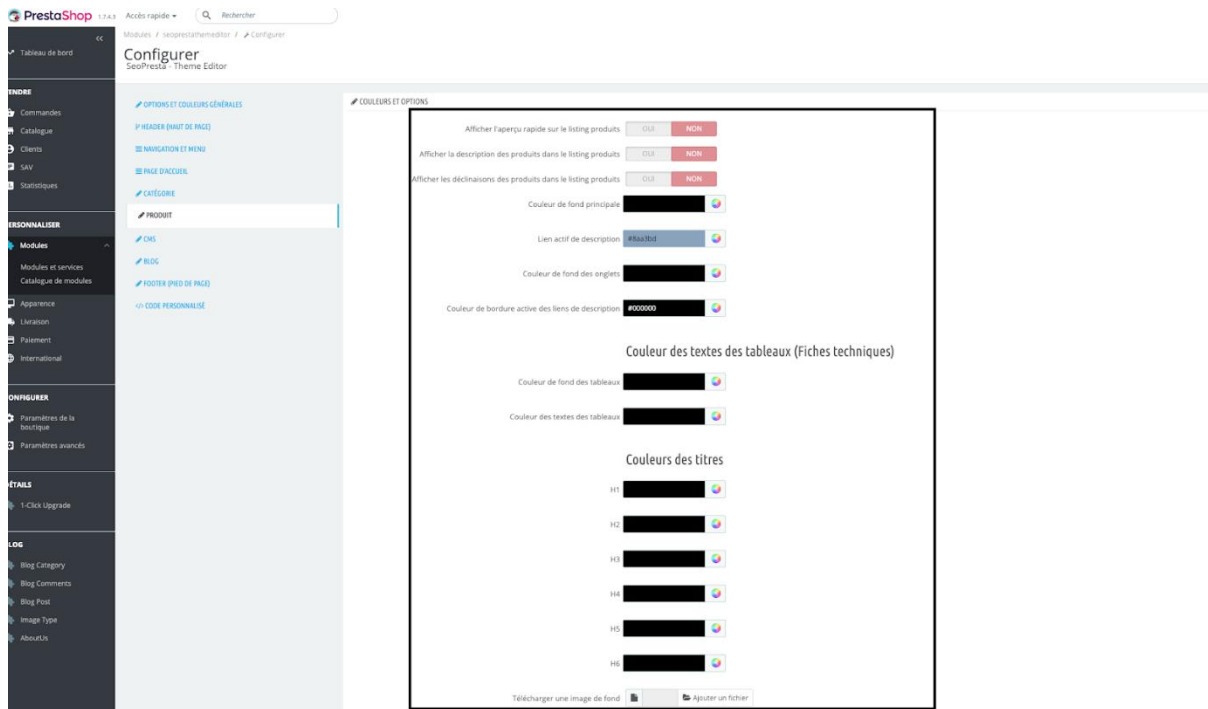 PrestaShop 1.7.4.3 Accès rapide Rechercher
Modules / seoprestathemeditor / Configurer
Configurer
SeoPresta - Theme Editor
Tableau de bord
ENDRE
Commandes
Catalogue
Clients
SAV
Statistiques
ERSONNALISER
Modules
Modules et services
Catalogue de modules
Apparence
Livraison
Paiement
International
ONFIGURER
Paramètres de la
boutique
Paramètres avancés
ÉTAILS
1-Click Upgrade
LOG
Blog Category
Blog Comments
Blog Post
Image Type
AboutUs
OPTIONS ET COULEURS GÉNÉRALES
HEADER (HAUT DE PAGE)
NAVIGATION ET MENU
PAGE D'ACCUEIL
CATÉGORIE
PRODUIT
CMS
BLOG
FOOTER (PIED DE PAGE)
</> CODE PERSONNALISÉ
COULEURS ET OPTIONS
Afficher l'aperçu rapide sur le listing produits OUI NON
Afficher la description des produits dans le listing produits OUI NON
Afficher les déclinaisons des produits dans le listing produits OUI NON
Couleur de fond principale
Lien actif de description #8aa3bd
Couleur de fond des onglets
Couleur de bordure active des liens de description #000000
Couleur des textes des tableaux (Fiches techniques)
Couleur de fond des tableaux
Couleur des textes des tableaux
Couleurs des titres
H1
H2
H3
H4
H5
H6
Télécharger une image de fond Ajouter un fichier